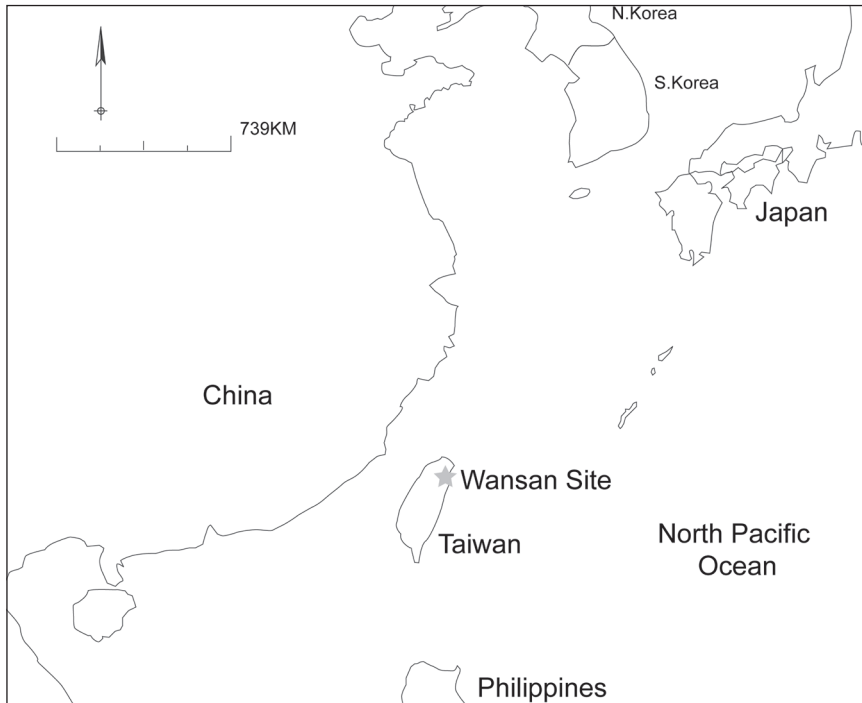 N.Korea
S.Korea
739KM
Japan
China
Wansan Site
Taiwan
North Pacific
Ocean
Philippines